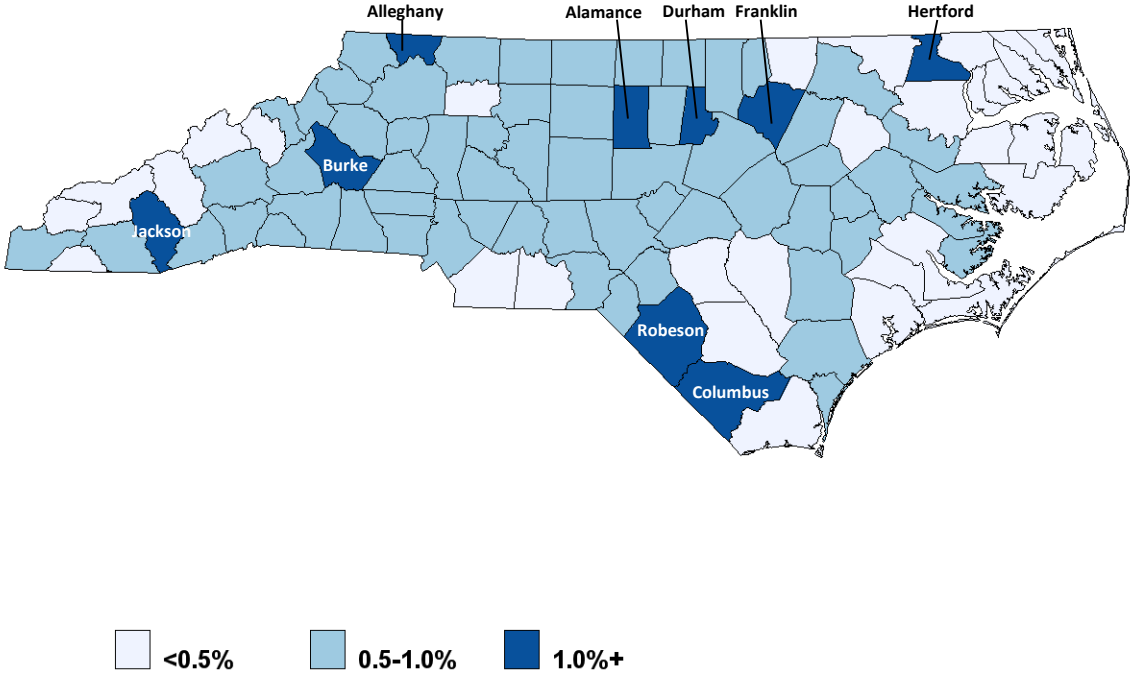 Alleghany
Alamance
Durham
Franklin
Hertford
Burke
Jackson
Robeson
Columbus
<0.5%
0.5-1.0%
1.0%+